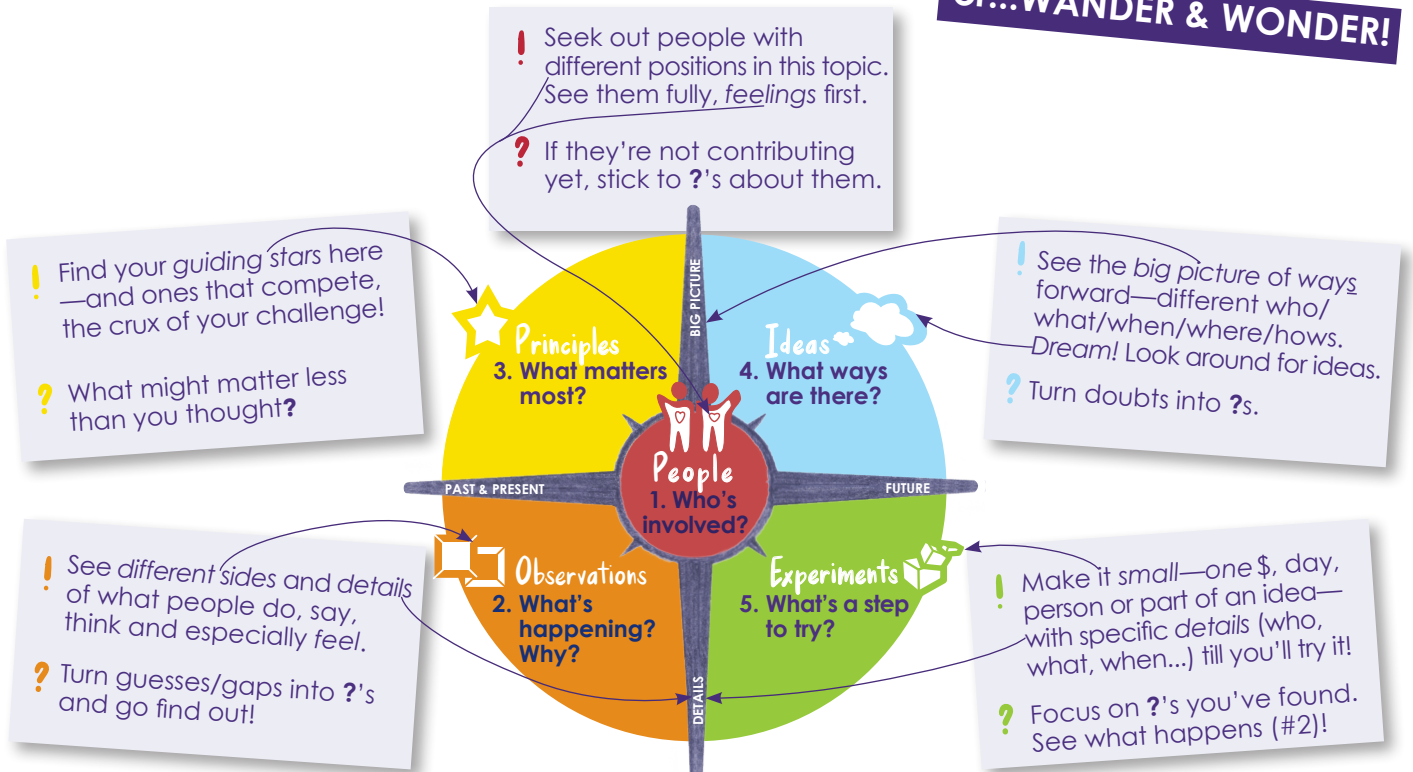 or...WANDER & WONDER!
! Seek out people with
different positions in this topic.
See them fully, feelings first.
? If they're not contributing
yet, stick to ?'s about them.
! Find your guiding stars here
—and ones that compete,
the crux of your challenge!
? What might matter less
than you thought?
! See the big picture of ways
forward—different who/
what/when/where/hows.
Dream! Look around for ideas.
? Turn doubts into ?s.
BIG PICTURE
Principles
3. What matters
most?
Ideas
4. What ways
are there?
People
1. Who's
involved?
PAST & PRESENT
FUTURE
Observations
2. What's
happening?
Why?
Experiments
5. What's a step
to try?
DETAILS
! See different sides and details
of what people do, say,
think and especially feel.
? Turn guesses/gaps into ?'s
and go find out!
! Make it small—one $, day,
person or part of an idea—
with specific details (who,
what, when...) till you'll try it!
? Focus on ?'s you've found.
See what happens (#2)!